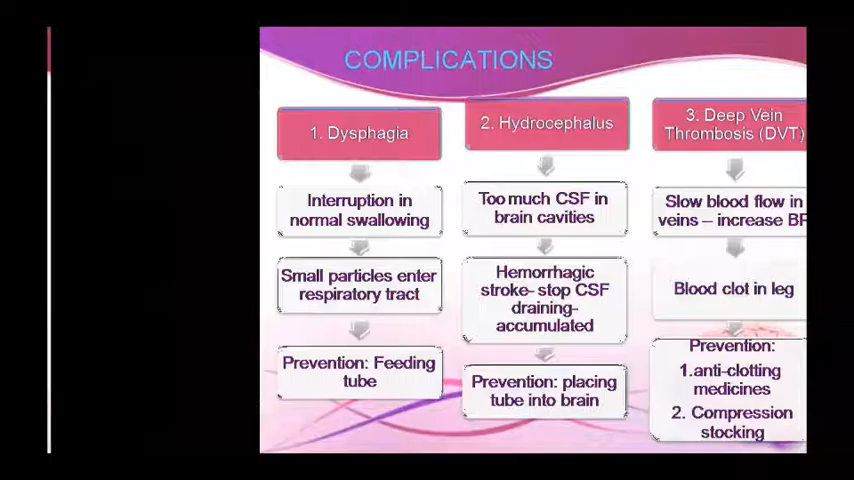 COMPLICATIONS
1. Dysphagia
Interruption in
normal swallowing
Small particles enter
respiratory tract
Prevention: Feeding
tube
2. Hydrocephalus
Too much CSF in
brain cavities
Hemorrhagic
stroke- stop CSF
draining-
accumulated
Prevention: placing
tube into brain
3. Deep Vein
Thrombosis (DVT)
Slow blood flow in
veins – increase BP
Blood clot in leg
Prevention:
1.anti-clotting
medicines
2. Compression
stocking